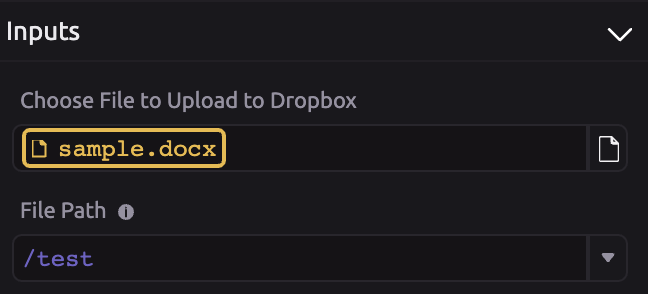 Inputs
Choose File to Upload to Dropbox
sample.docx
File Path
/test